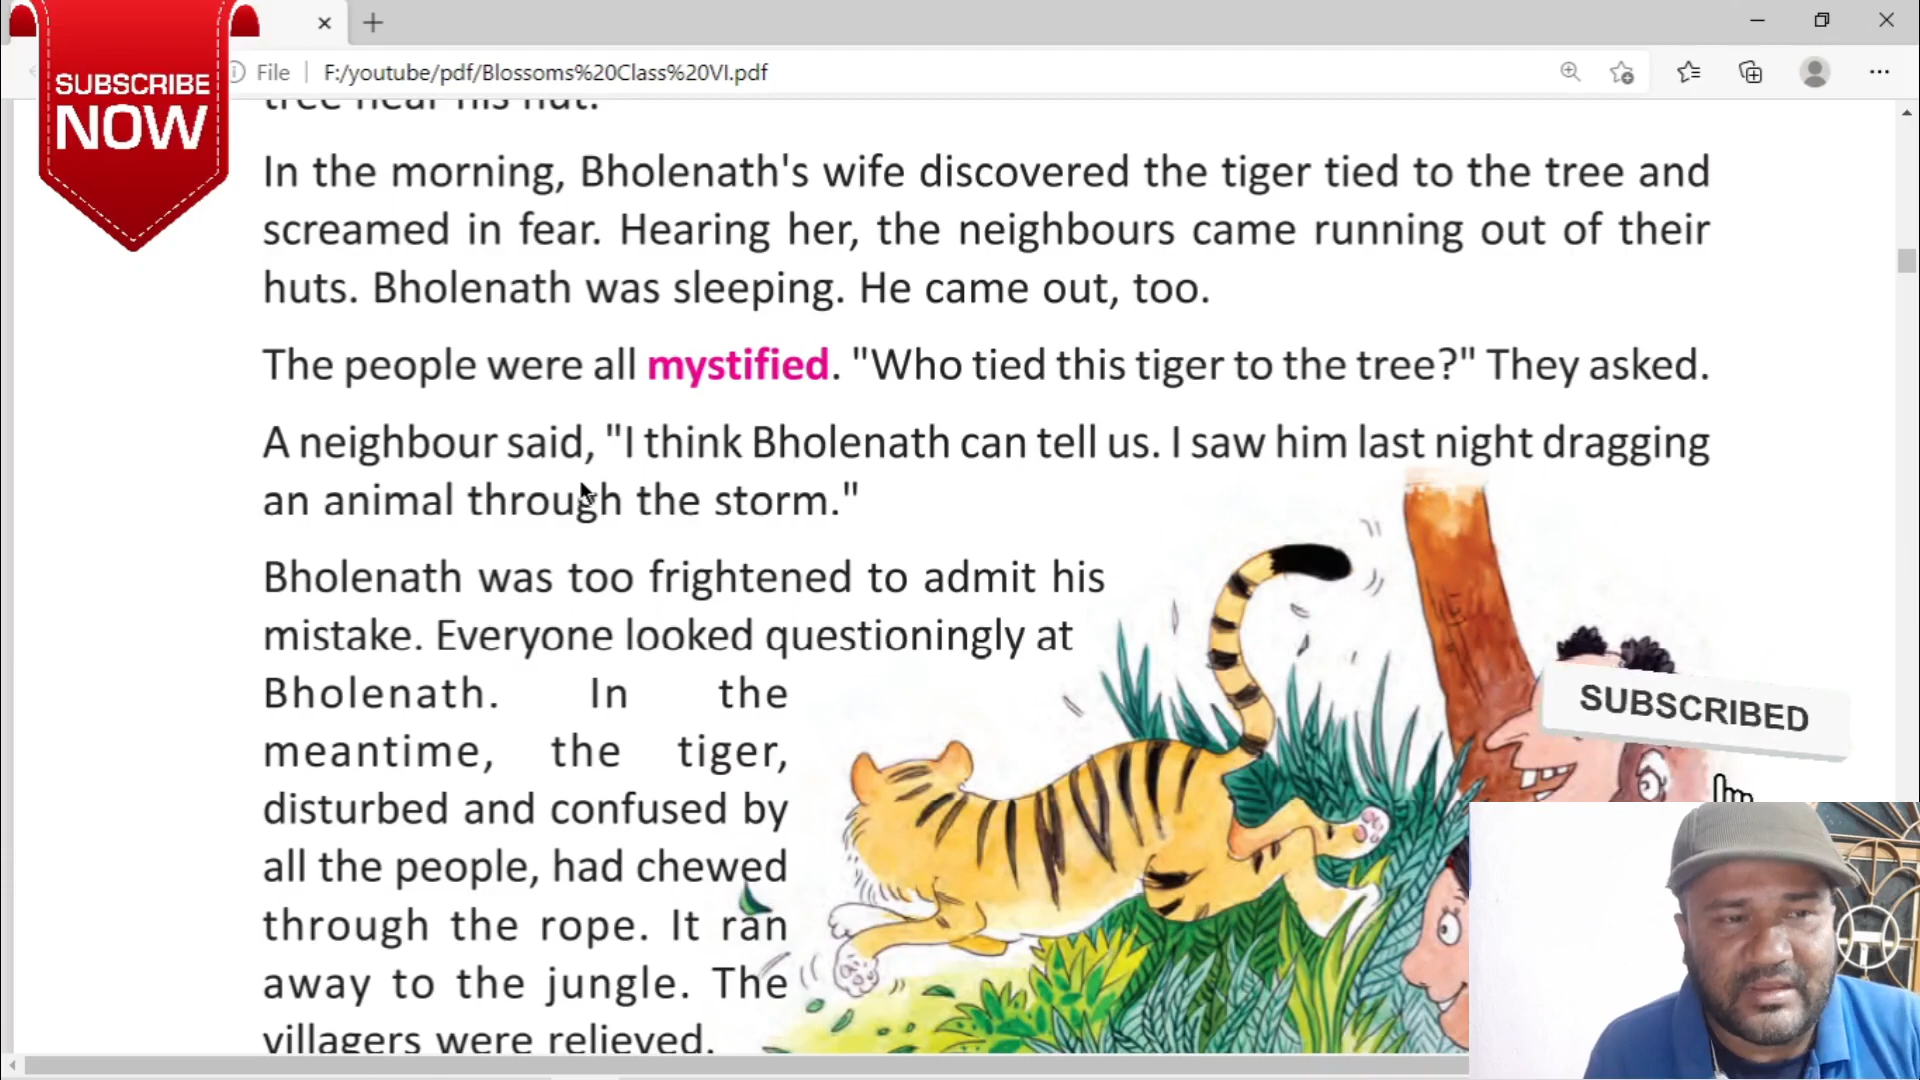 SUBSCRIBE
NOW
File
F:/youtube/pdf/Blossoms%20Class%20VI.pdf
tree near his hut.
In the morning, Bholenath's wife discovered the tiger tied to the tree and
screamed in fear. Hearing her, the neighbours came running out of their
huts. Bholenath was sleeping. He came out, too.
The people were all mystified. "Who tied this tiger to the tree?" They asked.
A neighbour said, "I think Bholenath can tell us. I saw him last night dragging
an animal through the storm."
Bholenath was too frightened to admit his
mistake. Everyone looked questioningly at
Bholenath. In the
meantime, the tiger,
disturbed and confused by
all the people, had chewed
through the rope. It ran
away to the jungle. The
villagers were relieved.
SUBSCRIBED